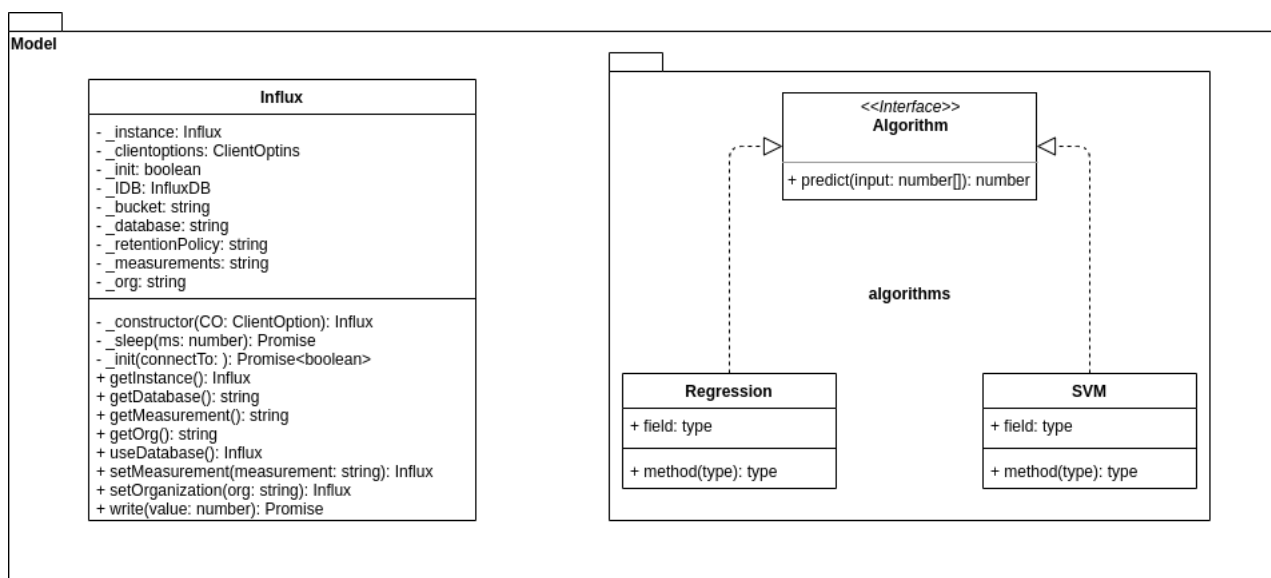 Model
Influx
- _instance: Influx
- _clientoptions: ClientOptins
- _init: boolean
- _IDB: InfluxDB
- _bucket: string
- _database: string
- _retentionPolicy: string
- _measurements: string
- _org: string
- _constructor(CO: ClientOption): Influx
- _sleep(ms: number): Promise
- _init(connectTo: ): Promise<boolean>
+ getInstance(): Influx
+ getDatabase(): string
+ getMeasurement(): string
+ getOrg(): string
+ useDatabase(): Influx
+ setMeasurement(measurement: string): Influx
+ setOrganization(org: string): Influx
+ write(value: number): Promise
<<Interface>>
Algorithm
+ predict(input: number[]): number
algorithms
Regression
+ field: type
+ method(type): type
SVM
+ field: type
+ method(type): type